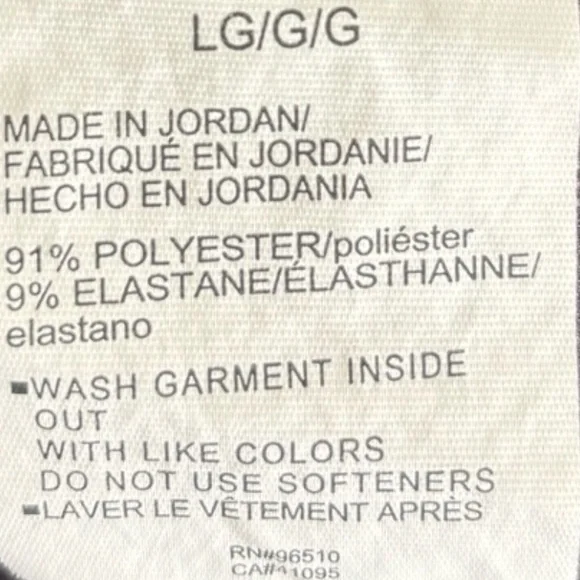 LG/G/G
MADE IN JORDAN/
FABRIQUÉ EN JORDANIE/
HECHO EN JORDANIA
91% POLYESTER/poliéster
9% ELASTANE/ÉLASTHANNE/
elastano
WASH GARMENT INSIDE
OUT
WITH LIKE COLORS
DO NOT USE SOFTENERS
LAVER LE VÊTEMENT APRÈS
RN#96510
CA#41095